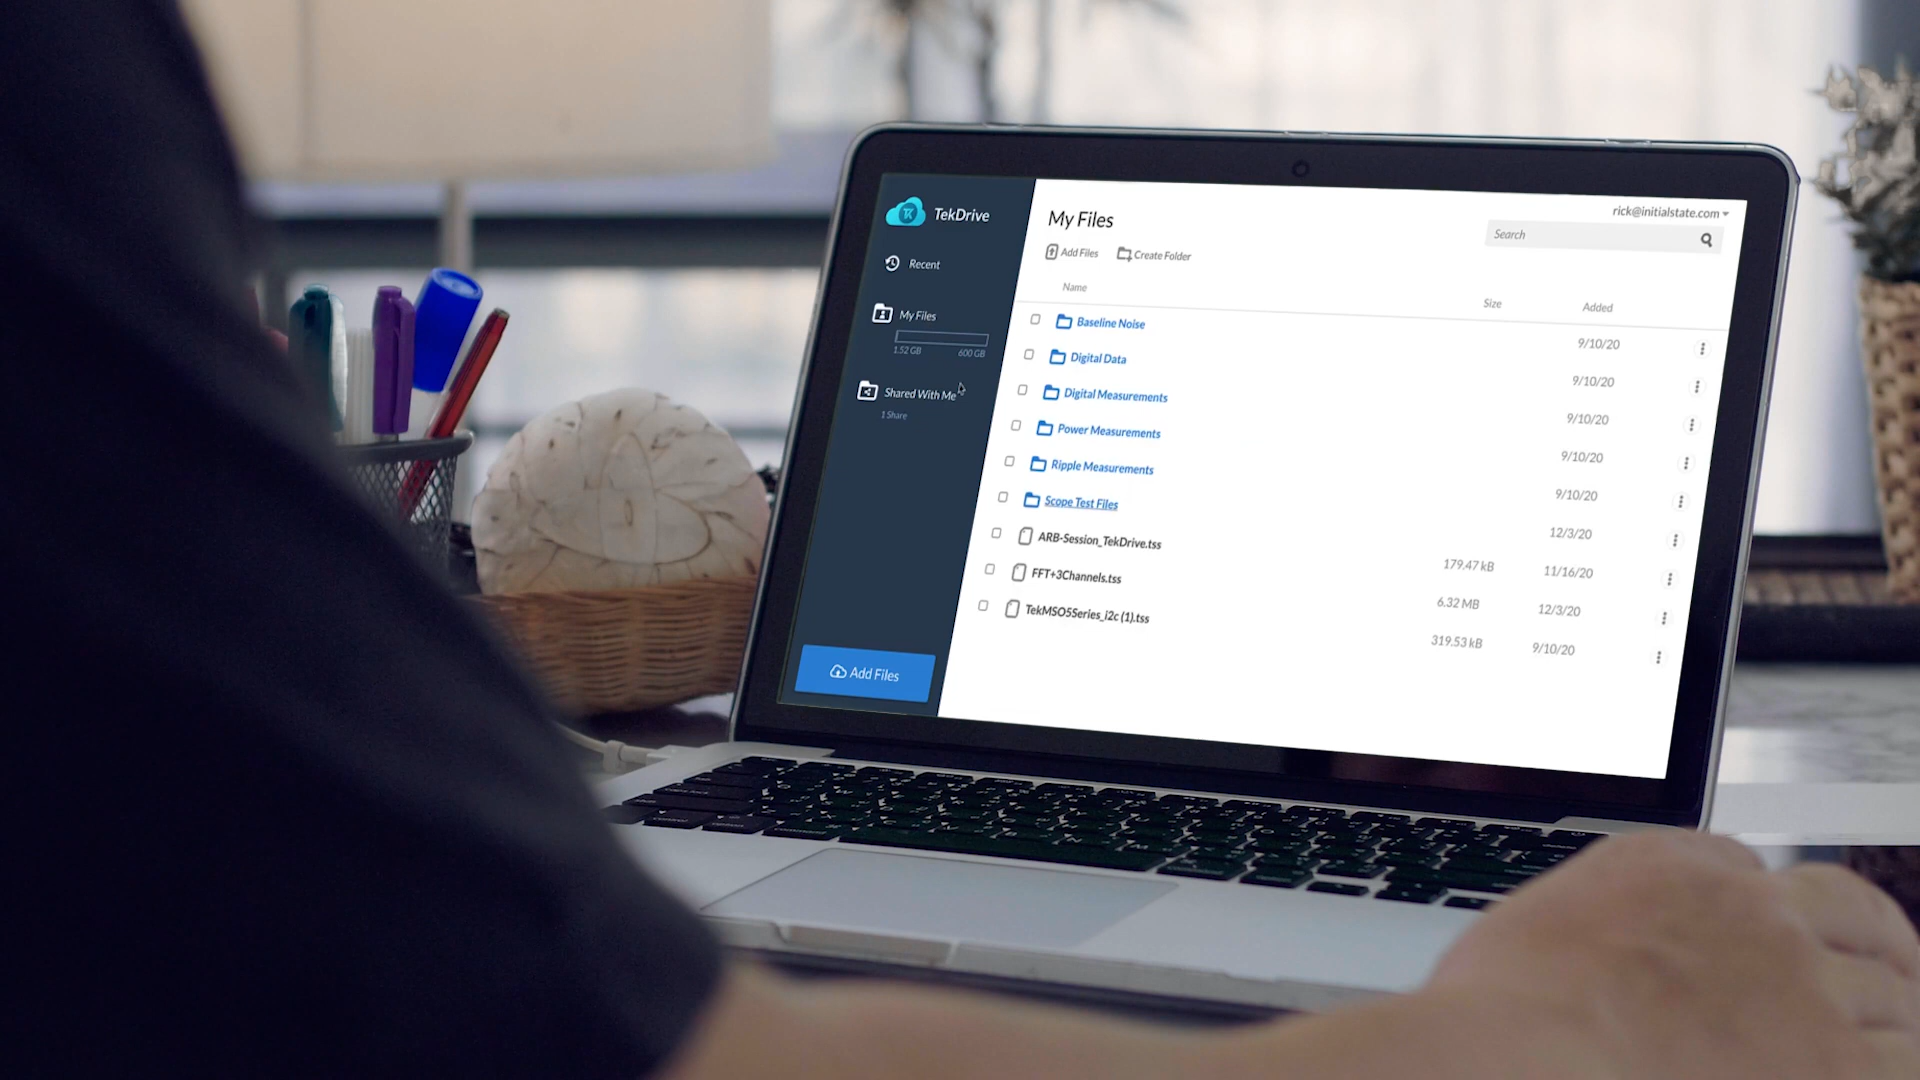 TekDrive
Recent
My Files
1.52 GB 600 GB
Shared With Me
1 Share
Add Files
rick@initialstate.com
My Files
Search
Add Files Create Folder
Name Size Added
Baseline Noise 9/10/20
Digital Data 9/10/20
Digital Measurements 9/10/20
Power Measurements 9/10/20
Ripple Measurements 9/10/20
Scope Test Files 12/3/20
ARB-Session_TekDrive.tss 179.47 kB 11/16/20
FFT+3Channels.tss 6.32 MB 12/3/20
TekMSO5Series_i2c (1).tss 319.53 kB 9/10/20